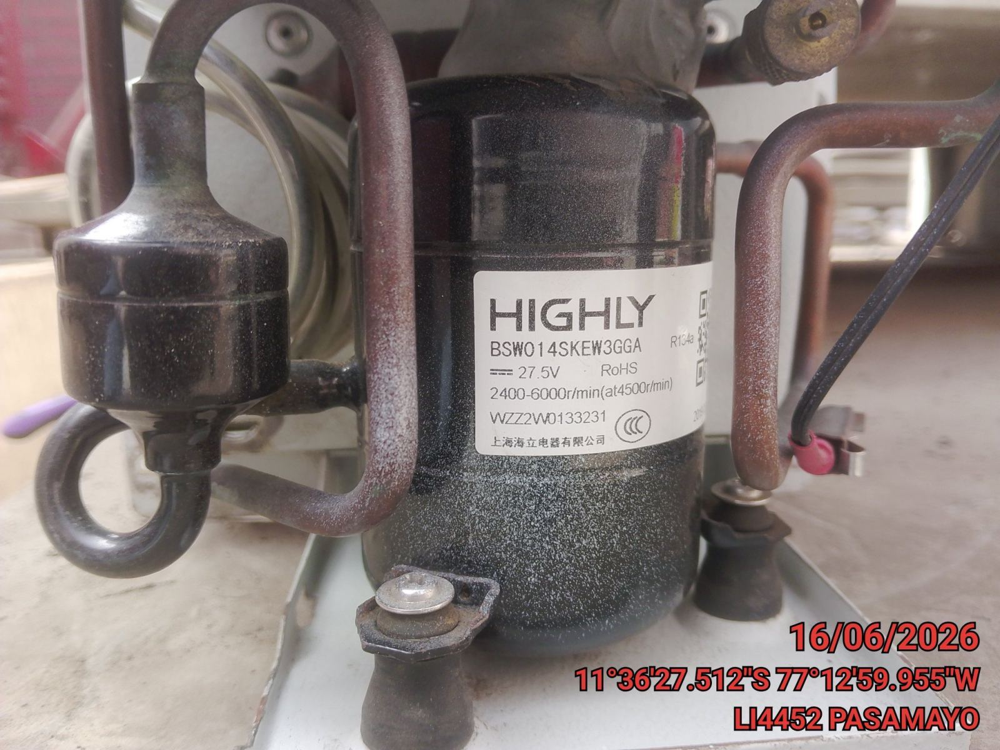 HIGHLY
BSW014SKEW3GGA
R134a
⎓ 27.5V RoHS
2400-6000r/min(at4500r/min)
WZZ2W0133231
CCC
上海海立电器有限公司
16/06/2026
11°36'27.512"S 77°12'59.955"W
LI4452 PASAMAYO